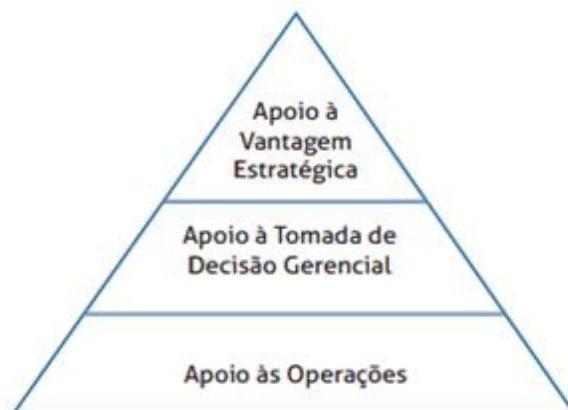 Apoio à
Vantagem
Estratégica
Apoio à Tomada de
Decisão Gerencial
Apoio às Operações